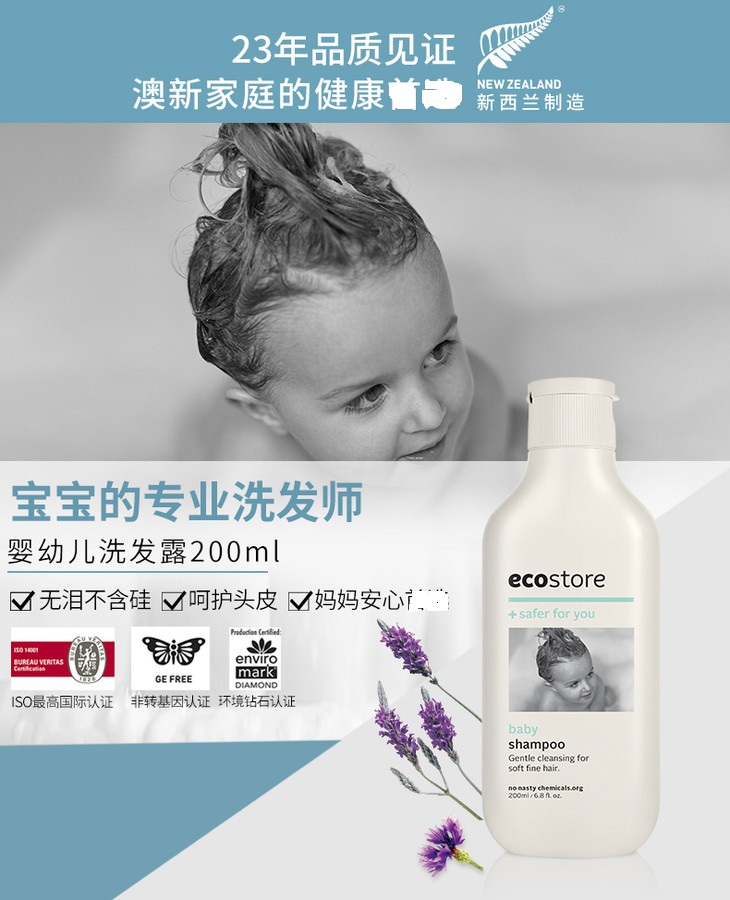 23年品质见证
澳新家庭的健康
NEW ZEALAND
新西兰制造
宝宝的专业洗发师
婴幼儿洗发露200ml
无泪不含硅 呵护头皮 妈妈安心
ISO 14001
BUREAU VERITAS
Certification
BUREAU VERITAS
1828
GE FREE
Production Certified:
enviro
mark
DIAMOND
ISO最高国际认证 非转基因认证 环境钻石认证
ecostore
+ safer for you
baby
shampoo
Gentle cleansing for
soft fine hair.
no nasty chemicals.org
200ml / 6.8 fl. oz.